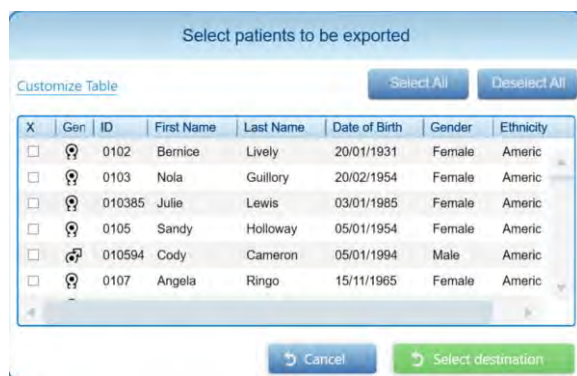 Select patients to be exported
Customize Table Select All Deselect All
X Gen ID First Name Last Name Date of Birth Gender Ethnicity
0102 Bernice Lively 20/01/1931 Female Americ
0103 Nola Guillory 20/02/1954 Female Americ
010385 Julie Lewis 03/01/1985 Female Americ
0105 Sandy Holloway 05/01/1954 Female Americ
010594 Cody Cameron 05/01/1994 Male Americ
0107 Angela Ringo 15/11/1965 Female Americ
Cancel Select destination